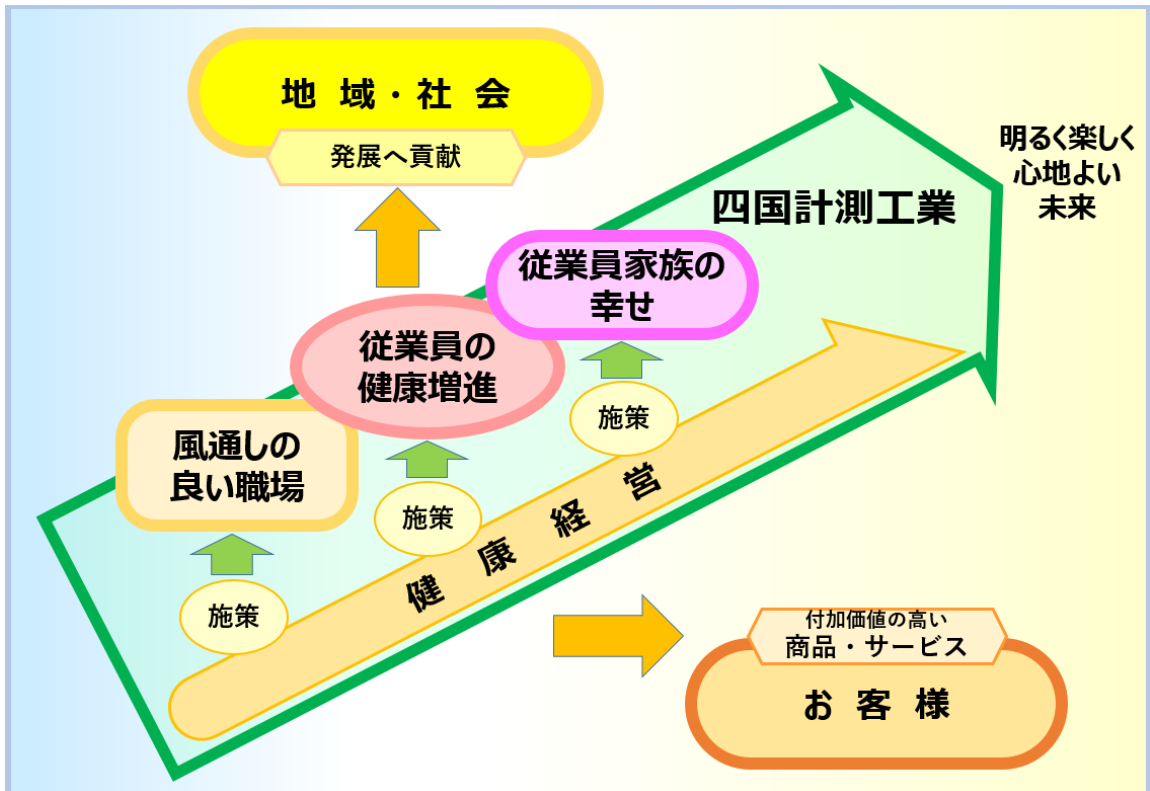 地 域・社 会
発展へ貢献
明るく楽しく
心地よい
未来
四国計測工業
従業員家族の
幸せ
従業員の
健康増進
施策
風通しの
良い職場
施策
施策
健 康 経 営
付加価値の高い
商品・サービス
お 客 様